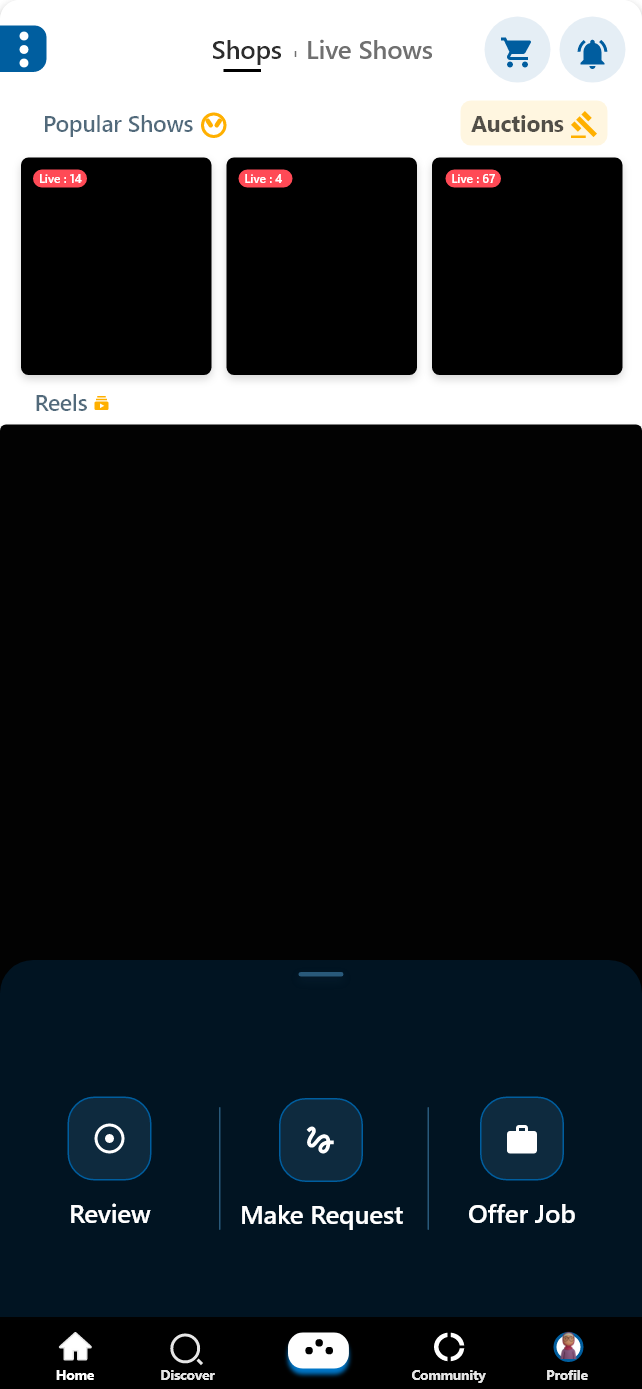 Shops Live Shows
Popular Shows
Auctions
Live : 14
Live : 4
Live : 67
Reels
Review
Make Request
Offer Job
Home
Discover
Community
Profile